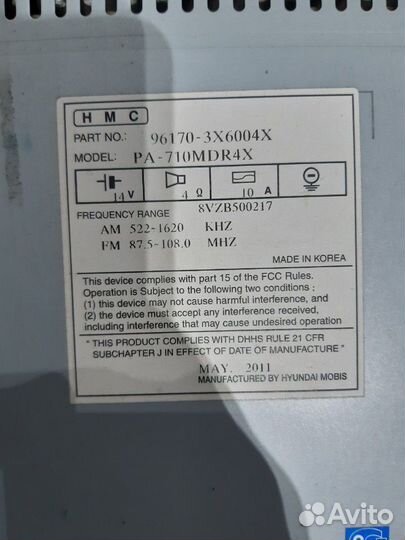 HMC
PART NO.: 96170-3X6004X
MODEL: PA-710MDR4X
14 V 4 Ω 10 A
8VZB500217
FREQUENCY RANGE
AM 522-1620 KHZ
FM 87.5-108.0 MHZ
MADE IN KOREA
This device complies with part 15 of the FCC Rules.
Operation is Subject to the following two conditions ;
(1) this device may not cause harmful interference, and
(2) the device must accept any interference received,
including interference that may cause undesired operation
" THIS PRODUCT COMPLIES WITH DHHS RULE 21 CFR
SUBCHAPTER J IN EFFECT OF DATE OF MANUFACTURE "
MAY. 2011
MANUFACTURED BY HYUNDAI MOBIS
Avito